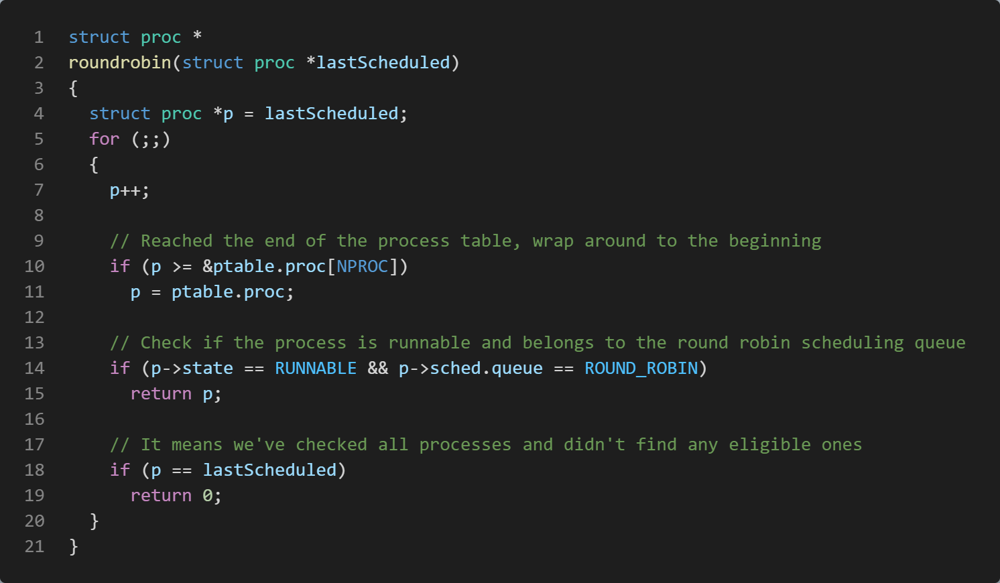 1 struct proc *
2 roundrobin(struct proc *lastScheduled)
3 {
4   struct proc *p = lastScheduled;
5   for (;;)
6   {
7     p++;
8
9     // Reached the end of the process table, wrap around to the beginning
10     if (p >= &ptable.proc[NPROC])
11       p = ptable.proc;
12
13     // Check if the process is runnable and belongs to the round robin scheduling queue
14     if (p->state == RUNNABLE && p->sched.queue == ROUND_ROBIN)
15       return p;
16
17     // It means we've checked all processes and didn't find any eligible ones
18     if (p == lastScheduled)
19       return 0;
20   }
21 }